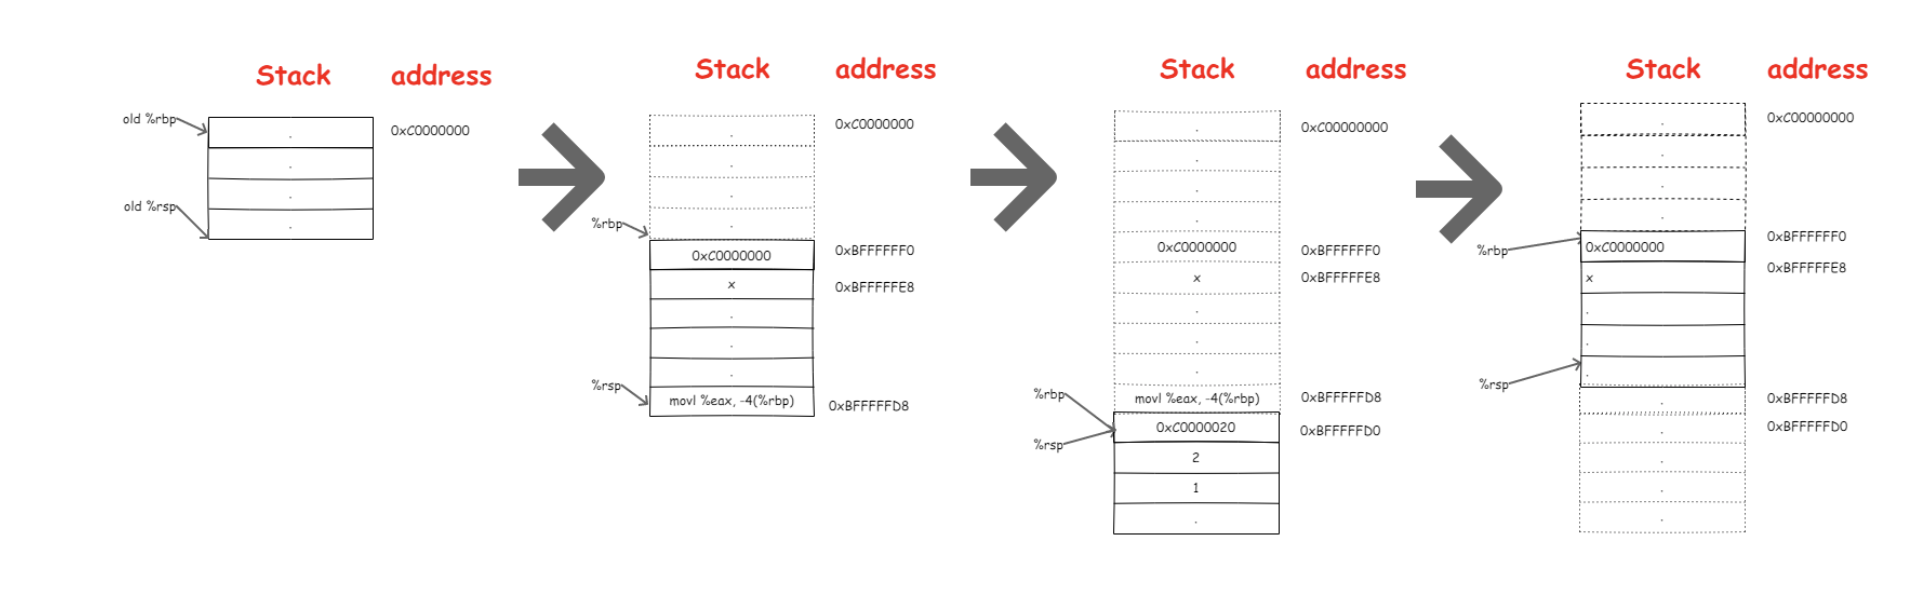 Stack address
old %rbp
0xC0000000
old %rsp
Stack address
0xC0000000
%rbp
0xC0000000 0xBFFFFFF0
x 0xBFFFFFE8
%rsp
movl %eax, -4(%rbp) 0xBFFFFFD8
Stack address
0xC00000000
0xC0000000 0xBFFFFFF0
x 0xBFFFFFE8
movl %eax, -4(%rbp) 0xBFFFFFD8
%rbp
0xC0000020 0xBFFFFFD0
%rsp
2
1
Stack address
0xC00000000
%rbp
0xC0000000 0xBFFFFFF0
x 0xBFFFFFE8
%rsp
0xBFFFFFD8
0xBFFFFFD0